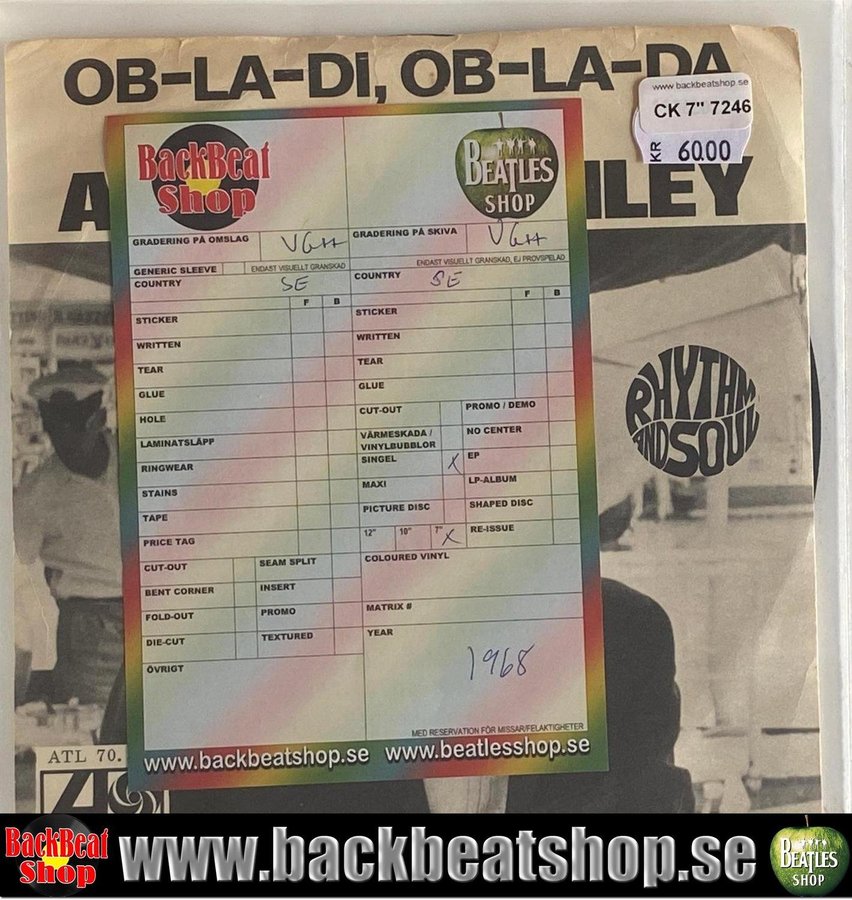 OB-LA-DI, OB-LA-DA
www.backbeatshop.se
CK 7" 7246
KR 60.00
A
ILEY
BackBeat
Shop
BEATLES
SHOP
GRADERING PÅ OMSLAG VG++
GRADERING PÅ SKIVA VG++
GENERIC SLEEVE ENDAST VISUELLT GRANSKAD
ENDAST VISUELLT GRANSKAD, EJ PROVSPELAD
COUNTRY SE
COUNTRY SE
F B
F B
STICKER
STICKER
WRITTEN
WRITTEN
TEAR
TEAR
GLUE
GLUE
HOLE
CUT-OUT
PROMO / DEMO
LAMINATSLÄPP
VÄRMESKADA /
VINYLBUBBLOR
NO CENTER
RINGWEAR
SINGEL X
EP
STAINS
MAXI
LP-ALBUM
TAPE
PICTURE DISC
SHAPED DISC
PRICE TAG
12" 10" 7" X
RE-ISSUE
CUT-OUT
SEAM SPLIT
COLOURED VINYL
BENT CORNER
INSERT
FOLD-OUT
PROMO
MATRIX #
DIE-CUT
TEXTURED
YEAR
1968
ÖVRIGT
MED RESERVATION FÖR MISSAR/FELAKTIGHETER
www.backbeatshop.se www.beatlesshop.se
RHYTHM
AND SOUL
ATL 70.
BackBeat
Shop
www.backbeatshop.se
BEATLES
SHOP